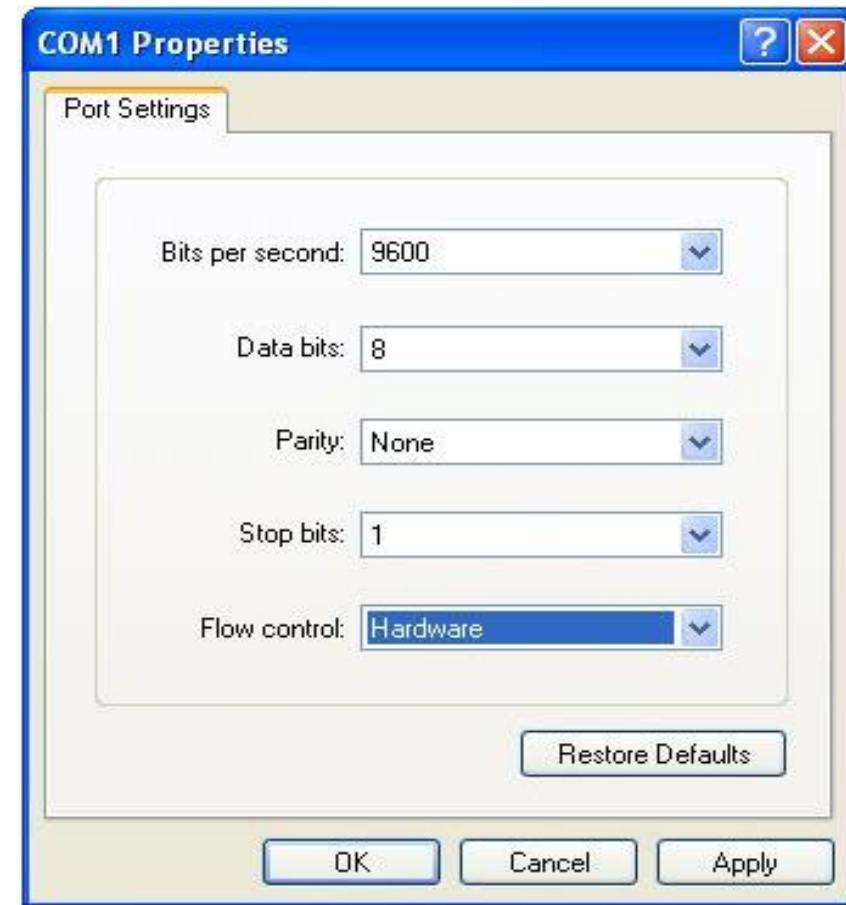 COM1 Properties
Port Settings
Bits per second: 9600
Data bits: 8
Parity: None
Stop bits: 1
Flow control: Hardware
Restore Defaults
OK Cancel Apply